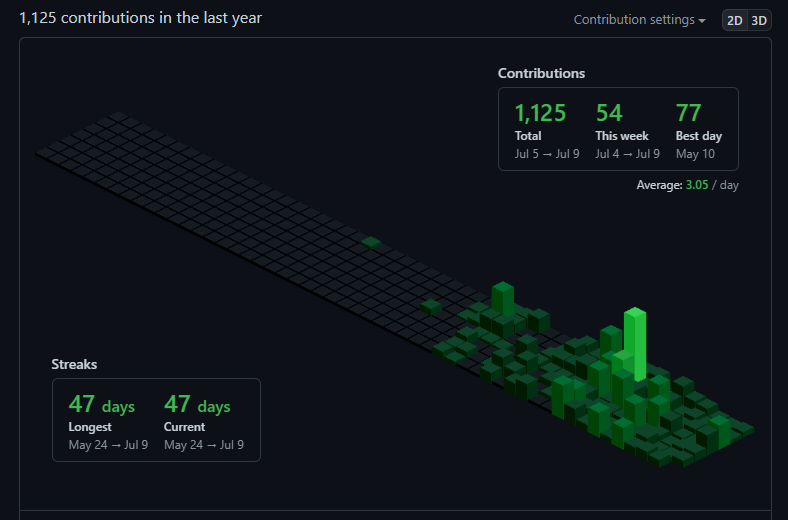 1,125 contributions in the last year
Contribution settings
2D 3D
Contributions
1,125 54 77
Total This week Best day
Jul 5 → Jul 9 Jul 4 → Jul 9 May 10
Average: 3.05 / day
Streaks
47 days 47 days
Longest Current
May 24 → Jul 9 May 24 → Jul 9